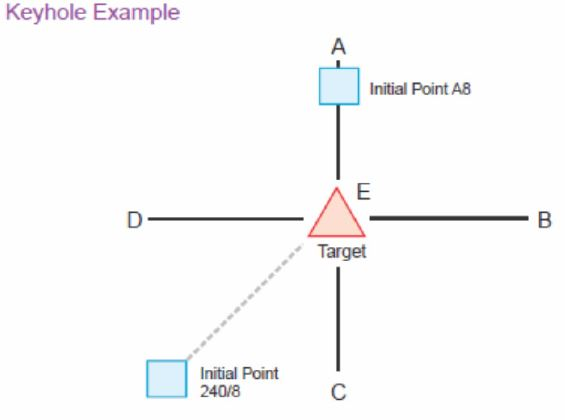 Keyhole Example
A
Initial Point A8
E
D
B
Target
Initial Point
240/8
C